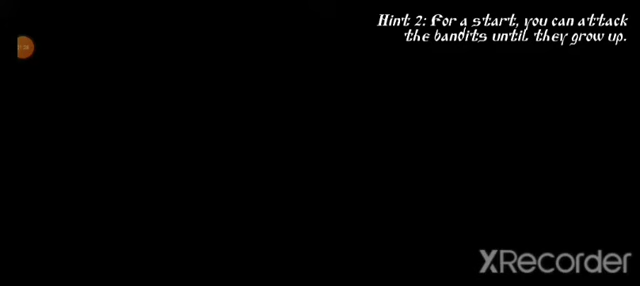 Hint 2: For a start, you can attack
the bandits until they grow up.
XRecorder